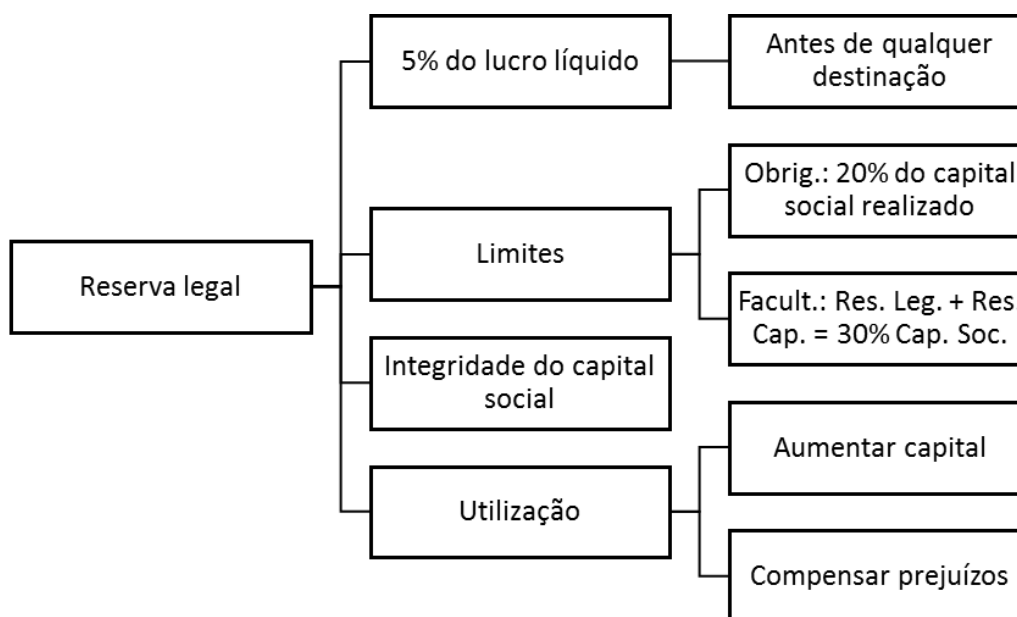 Reserva legal
5% do lucro líquido
Antes de qualquer
destinação
Limites
Obrig.: 20% do capital
social realizado
Facult.: Res. Leg. + Res.
Cap. = 30% Cap. Soc.
Integridade do capital
social
Utilização
Aumentar capital
Compensar prejuízos